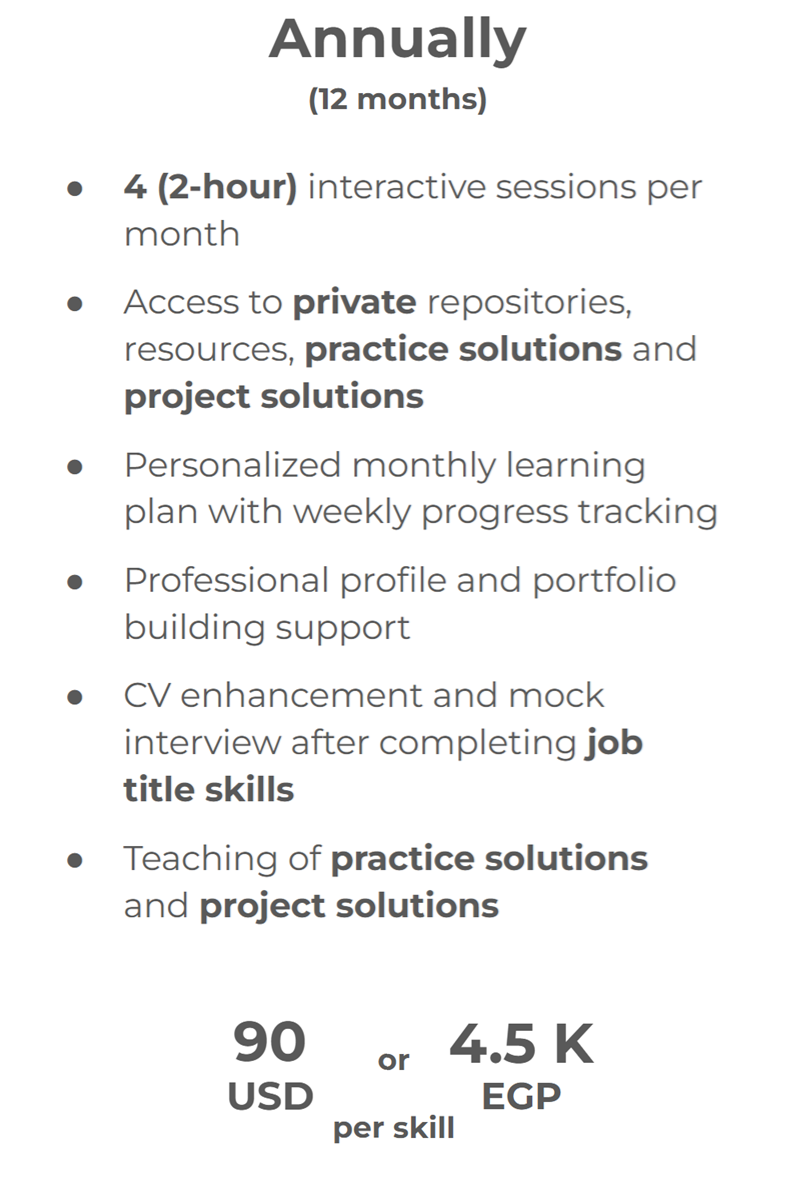 Annually
(12 months)
● 4 (2-hour) interactive sessions per
month
● Access to private repositories,
resources, practice solutions and
project solutions
● Personalized monthly learning
plan with weekly progress tracking
● Professional profile and portfolio
building support
● CV enhancement and mock
interview after completing job
title skills
● Teaching of practice solutions
and project solutions
90 or 4.5 K
USD EGP
per skill